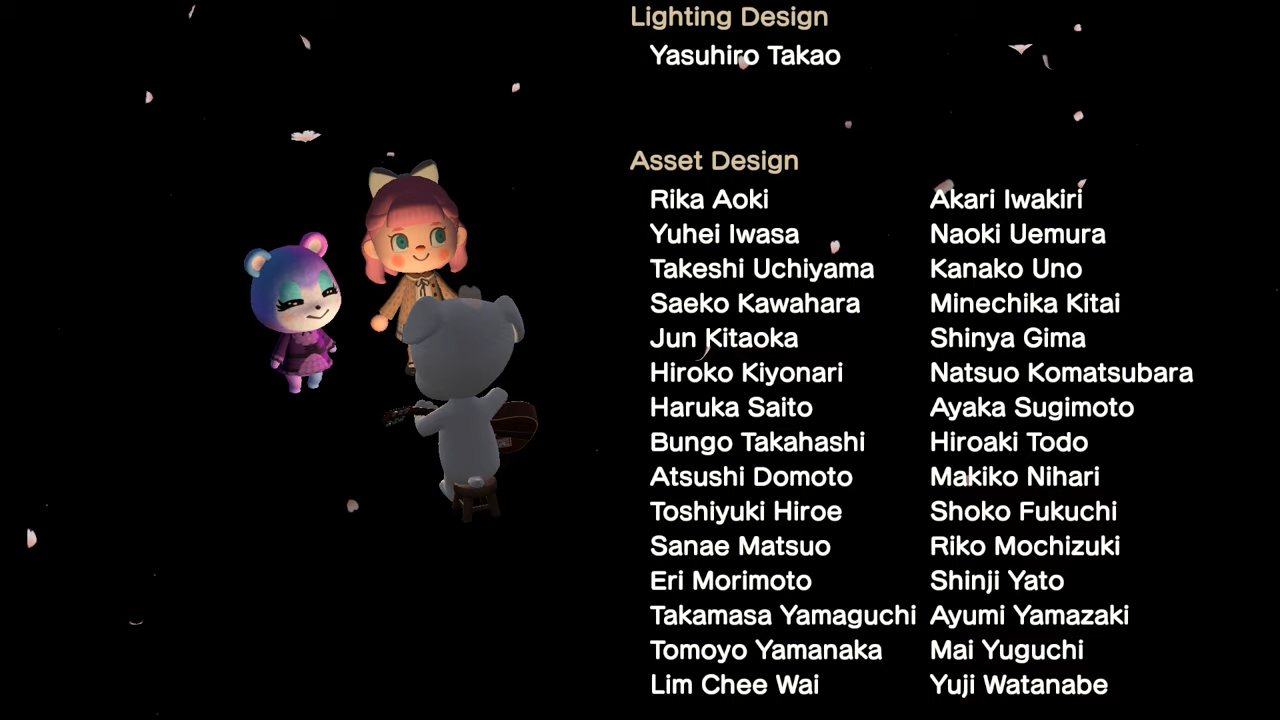 Lighting Design
Yasuhiro Takao
Asset Design
Rika Aoki
Akari Iwakiri
Yuhei Iwasa
Naoki Uemura
Takeshi Uchiyama
Kanako Uno
Saeko Kawahara
Minechika Kitai
Jun Kitaoka
Shinya Gima
Hiroko Kiyonari
Natsuo Komatsubara
Haruka Saito
Ayaka Sugimoto
Bungo Takahashi
Hiroaki Todo
Atsushi Domoto
Makiko Nihari
Toshiyuki Hiroe
Shoko Fukuchi
Sanae Matsuo
Riko Mochizuki
Eri Morimoto
Shinji Yato
Takamasa Yamaguchi
Ayumi Yamazaki
Tomoyo Yamanaka
Mai Yuguchi
Lim Chee Wai
Yuji Watanabe